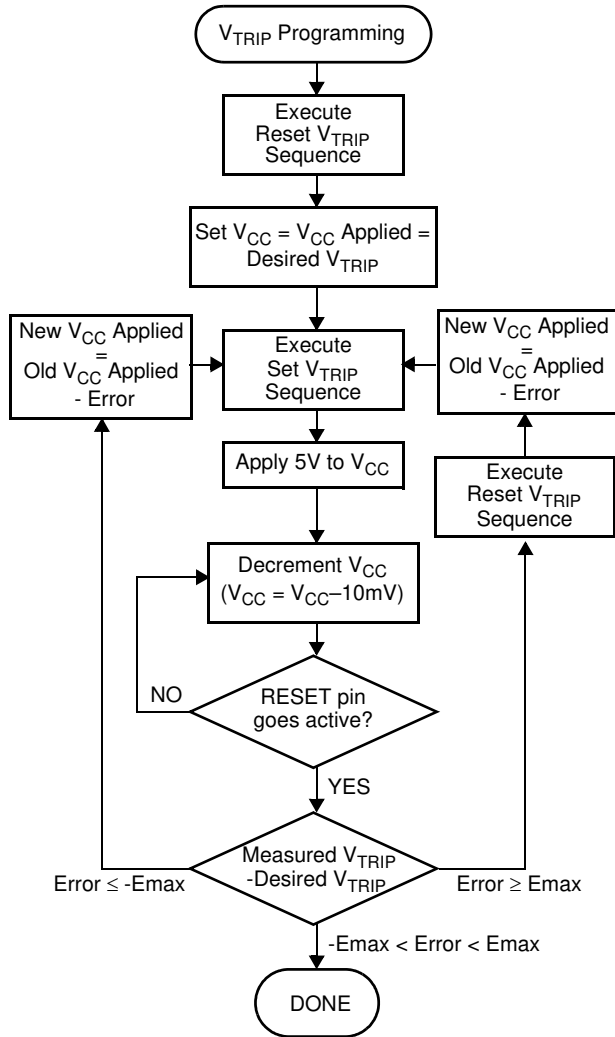 V_TRIP Programming
Execute
Reset V_TRIP
Sequence
Set V_CC = V_CC Applied =
Desired V_TRIP
New V_CC Applied
=
Old V_CC Applied
- Error
Execute
Set V_TRIP
Sequence
New V_CC Applied
=
Old V_CC Applied
- Error
Apply 5V to V_CC
Execute
Reset V_TRIP
Sequence
Decrement V_CC
(V_CC = V_CC–10mV)
NO
RESET pin
goes active?
YES
Measured V_TRIP
-Desired V_TRIP
Error ≤ -Emax
Error ≥ Emax
-Emax < Error < Emax
DONE